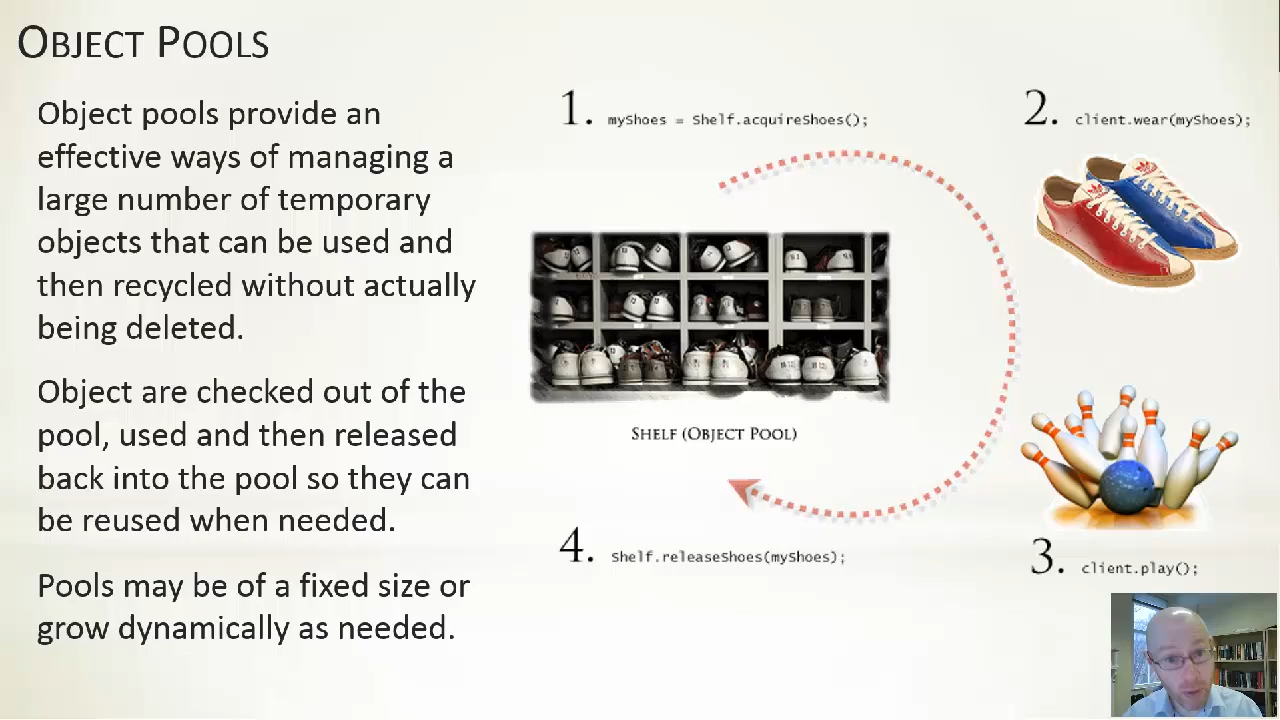 OBJECT POOLS
Object pools provide an
effective ways of managing a
large number of temporary
objects that can be used and
then recycled without actually
being deleted.
Object are checked out of the
pool, used and then released
back into the pool so they can
be reused when needed.
Pools may be of a fixed size or
grow dynamically as needed.
1. myShoes = Shelf.acquireShoes();
2. client.wear(myShoes);
SHELF (OBJECT POOL)
3. client.play();
4. Shelf.releaseShoes(myShoes);